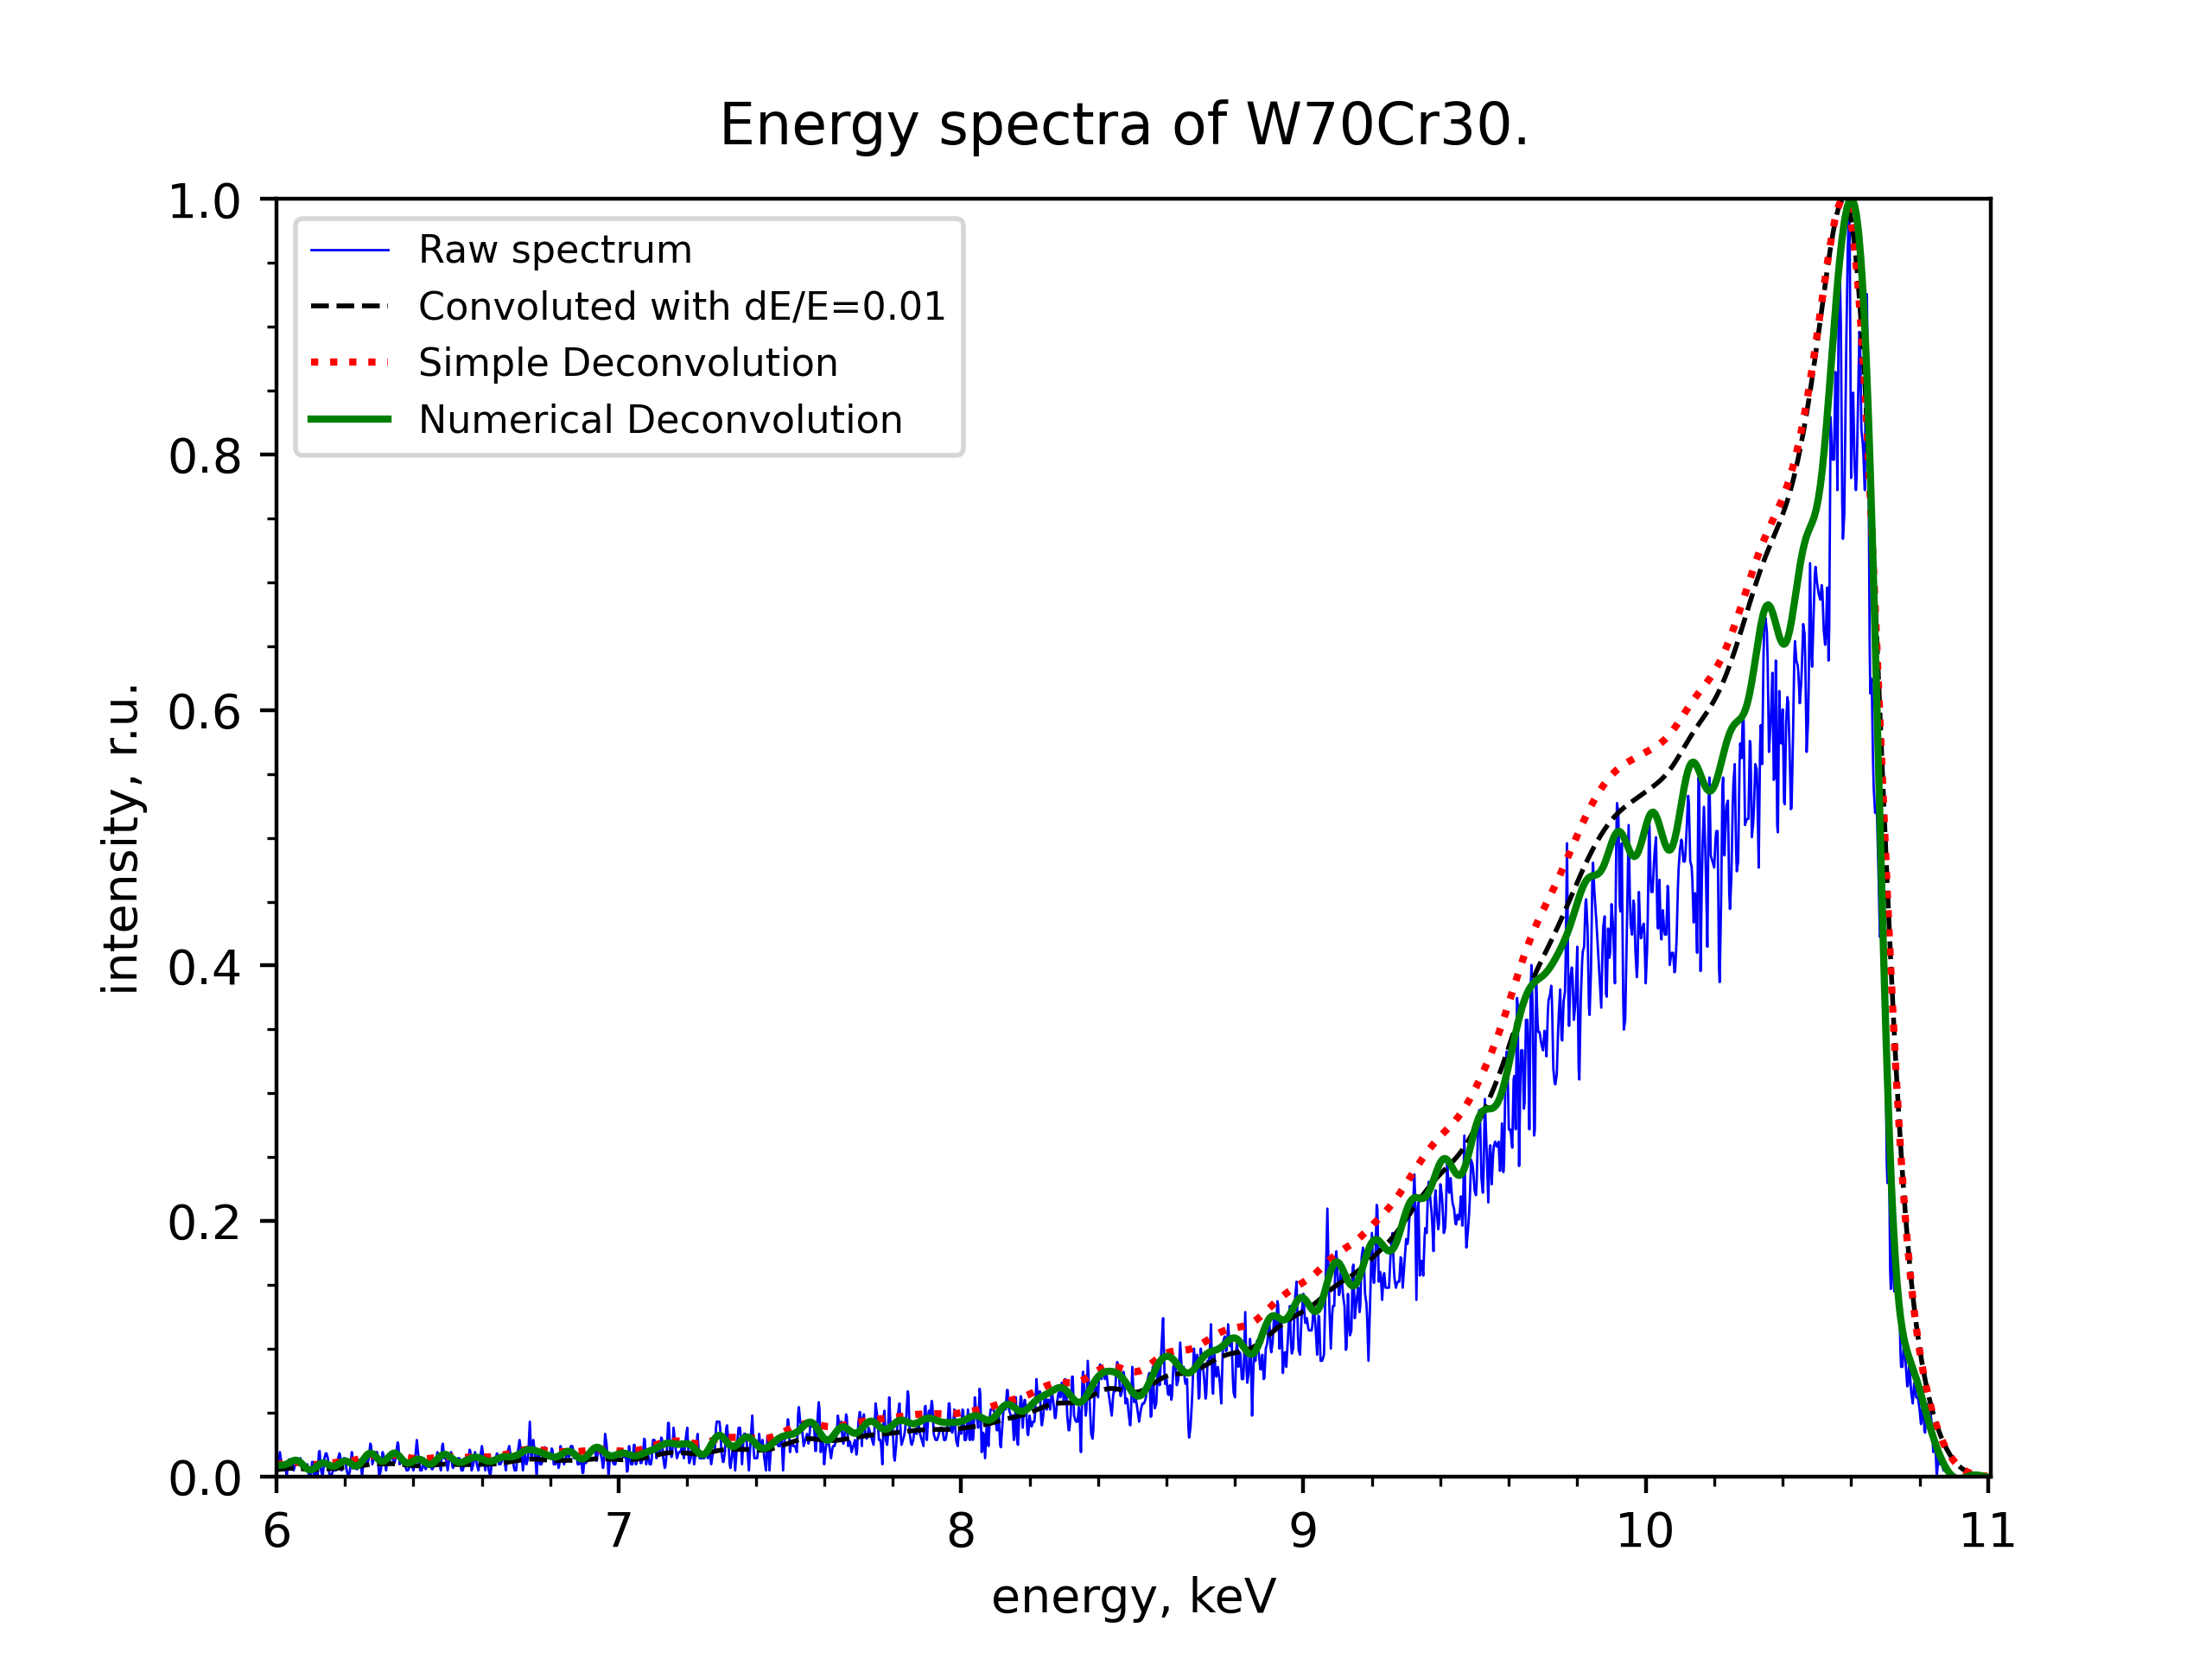 Energy spectra of W70Cr30.
1.0
0.8
0.6
0.4
0.2
0.0
intensity, r.u.
Raw spectrum
Convoluted with dE/E=0.01
Simple Deconvolution
Numerical Deconvolution
6 7 8 9 10 11
energy, keV